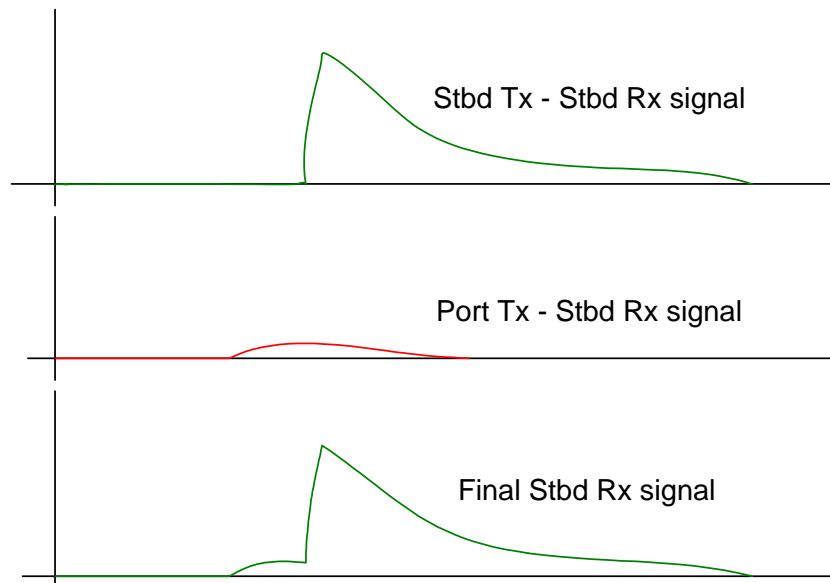 Stbd Tx - Stbd Rx signal
Port Tx - Stbd Rx signal
Final Stbd Rx signal